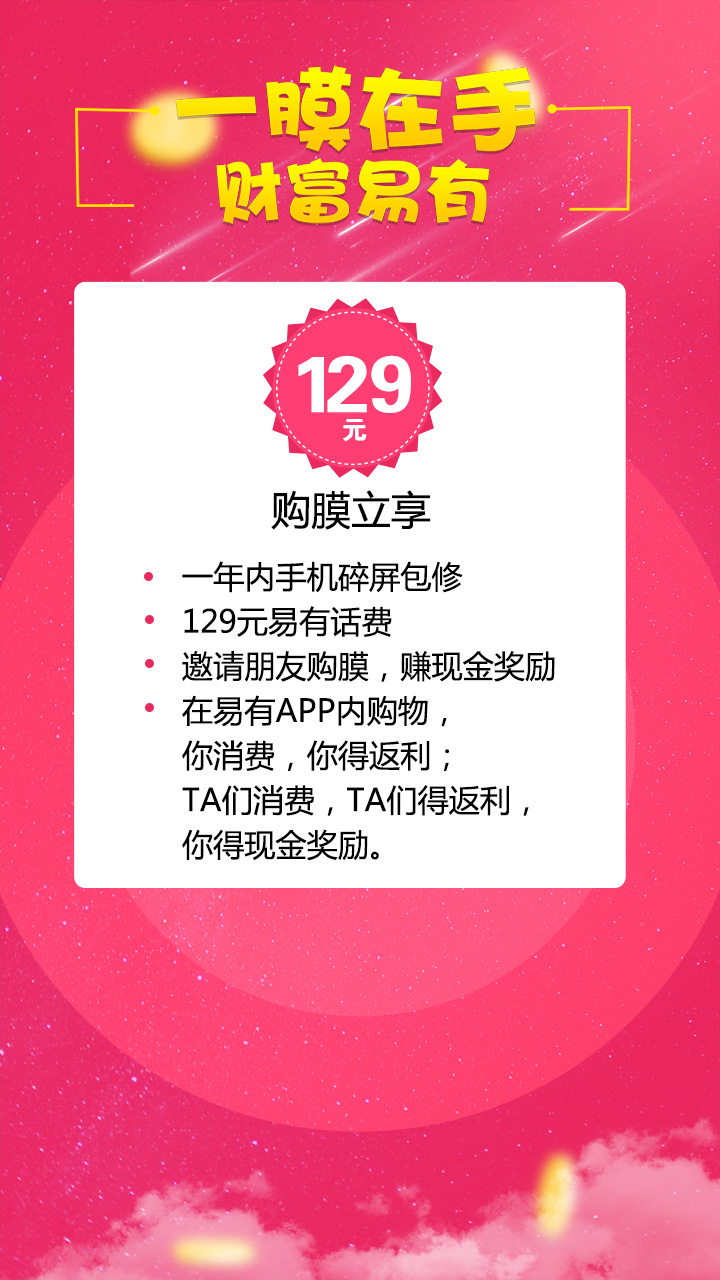 一膜在手
财富易有
129
元
购膜立享
• 一年内手机碎屏包修
• 129元易有话费
• 邀请朋友购膜，赚现金奖励
• 在易有APP内购物，
你消费，你得返利；
TA们消费，TA们得返利，
你得现金奖励。